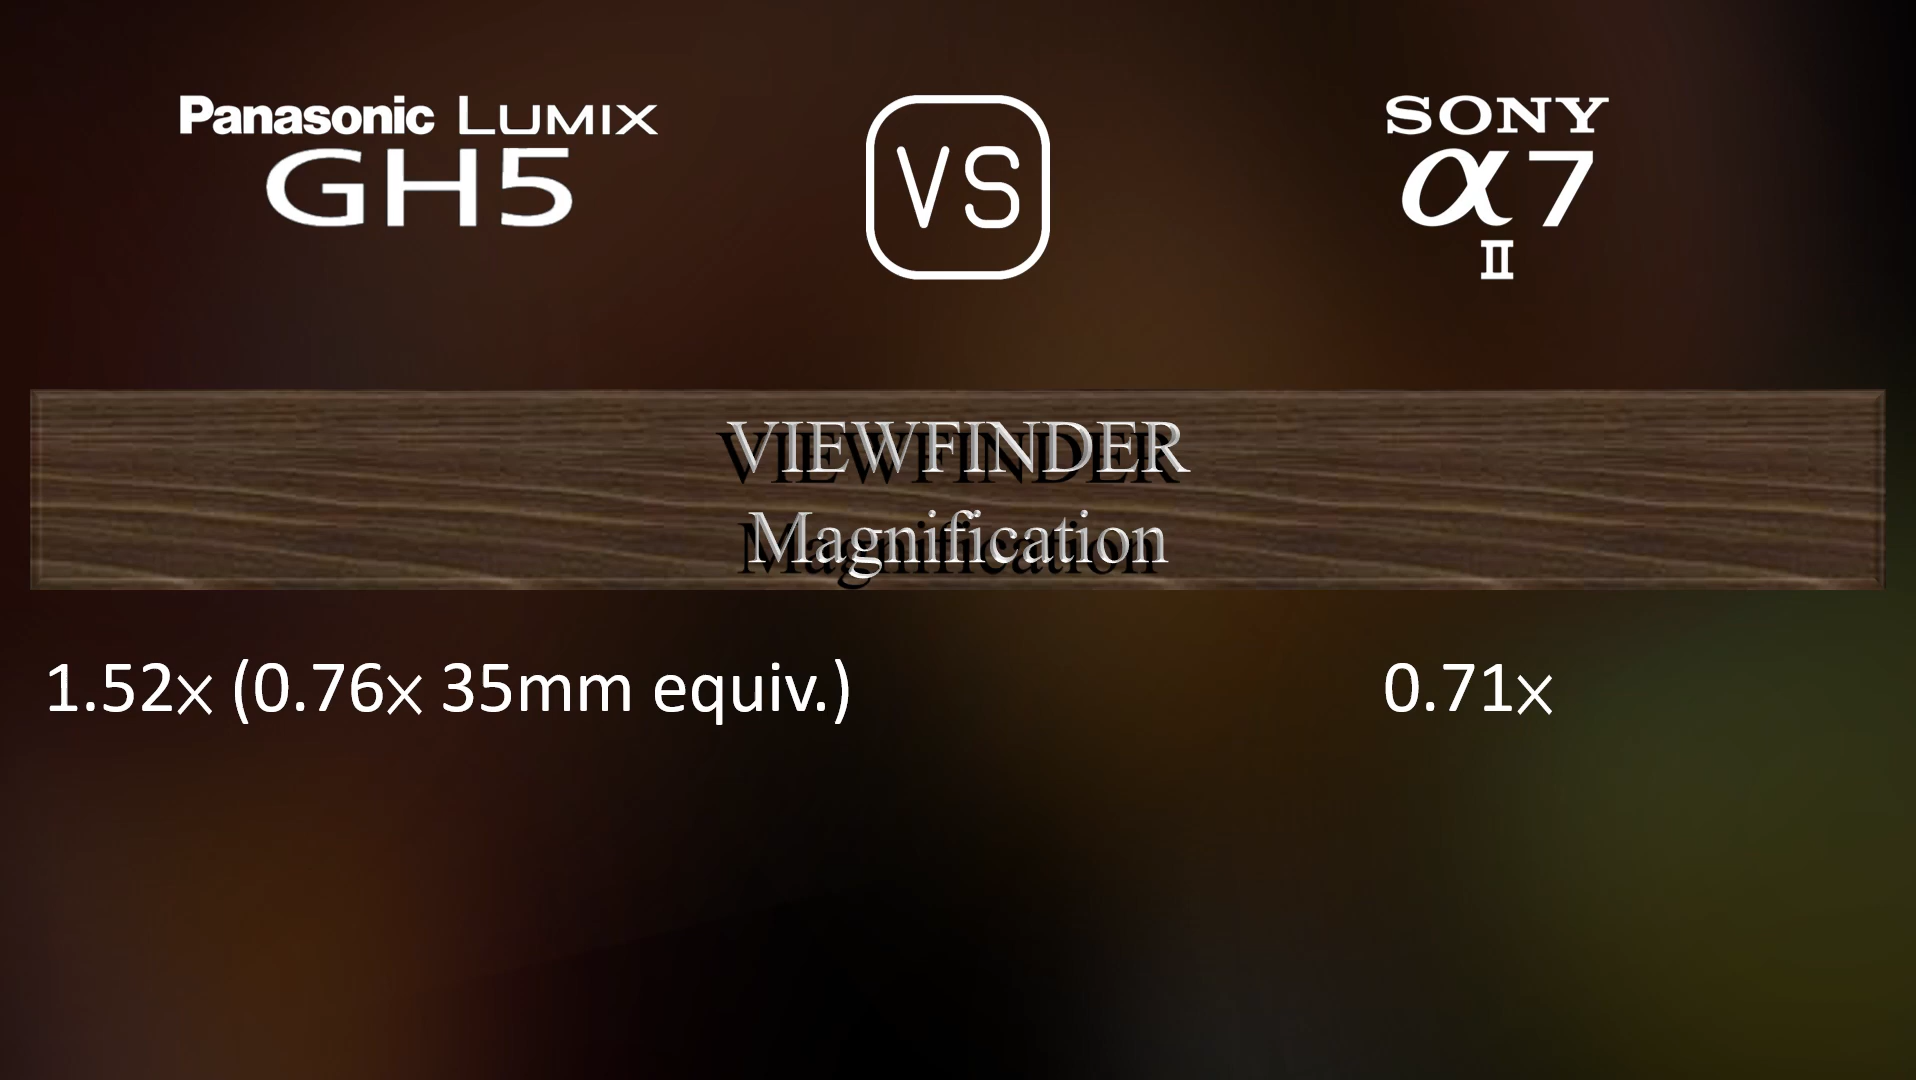 Panasonic LUMIX
GH5
VS
SONY
α7
II
VIEWFINDER
Magnification
1.52x (0.76x 35mm equiv.)
0.71x